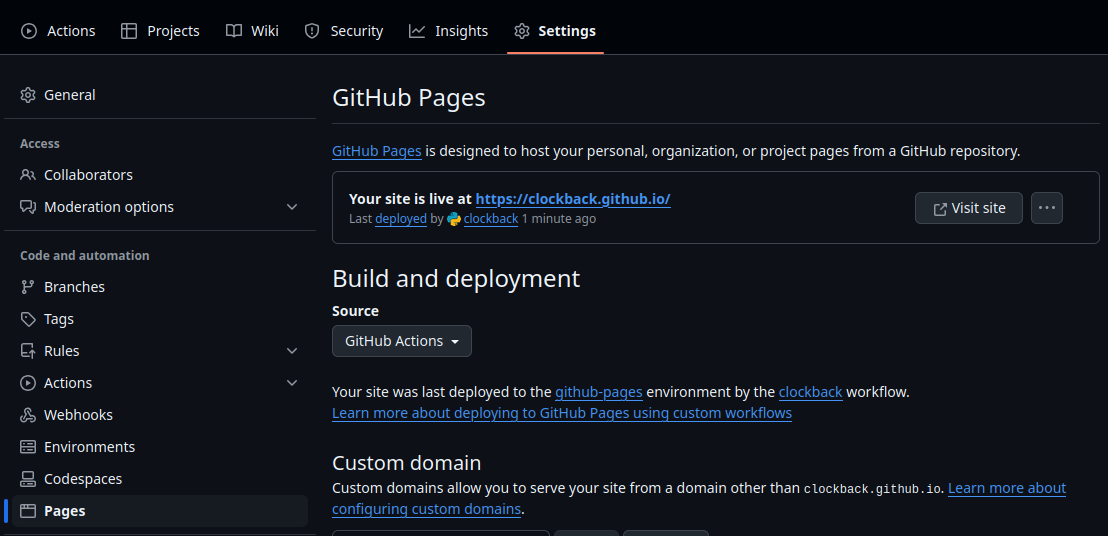 Actions Projects Wiki Security Insights Settings
General
Access
Collaborators
Moderation options
Code and automation
Branches
Tags
Rules
Actions
Webhooks
Environments
Codespaces
Pages
GitHub Pages
GitHub Pages is designed to host your personal, organization, or project pages from a GitHub repository.
Your site is live at https://clockback.github.io/
Last deployed by clockback 1 minute ago
Visit site
Build and deployment
Source
GitHub Actions
Your site was last deployed to the github-pages environment by the clockback workflow.
Learn more about deploying to GitHub Pages using custom workflows
Custom domain
Custom domains allow you to serve your site from a domain other than clockback.github.io. Learn more about
configuring custom domains.